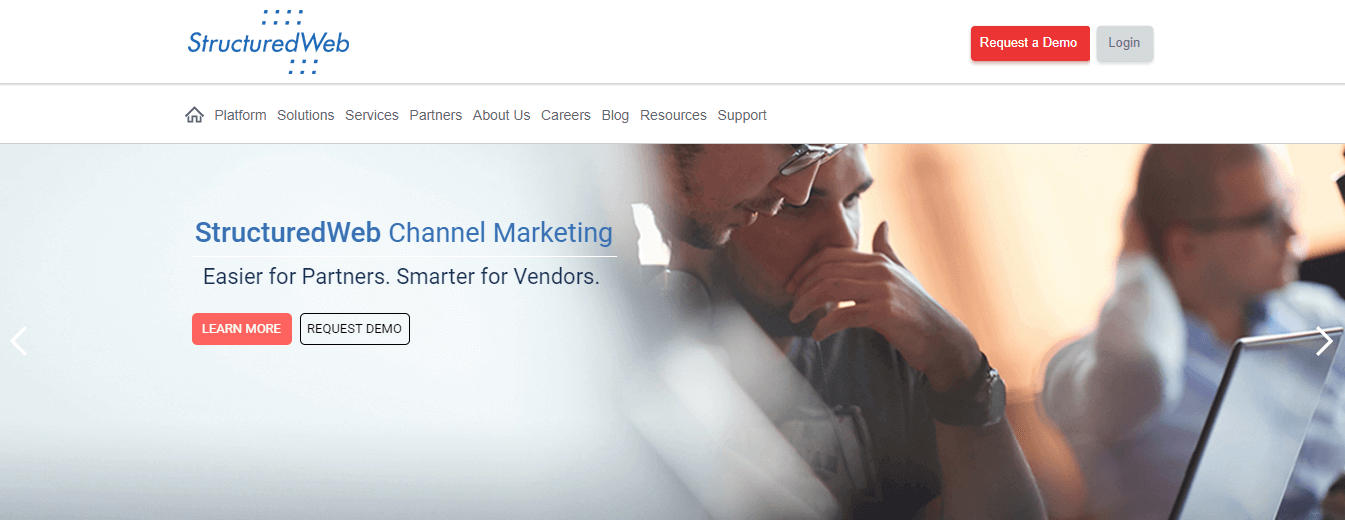 StructuredWeb
Request a Demo
Login
Platform Solutions Services Partners About Us Careers Blog Resources Support
StructuredWeb Channel Marketing
Easier for Partners. Smarter for Vendors.
LEARN MORE
REQUEST DEMO